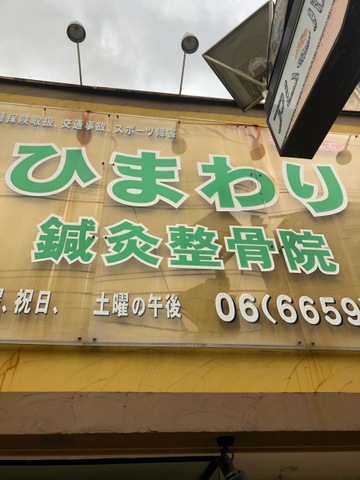 保険取扱、交通事故、スポーツ障害
ひまわり
鍼灸整骨院
、祝日、 土曜の午後 06(6659